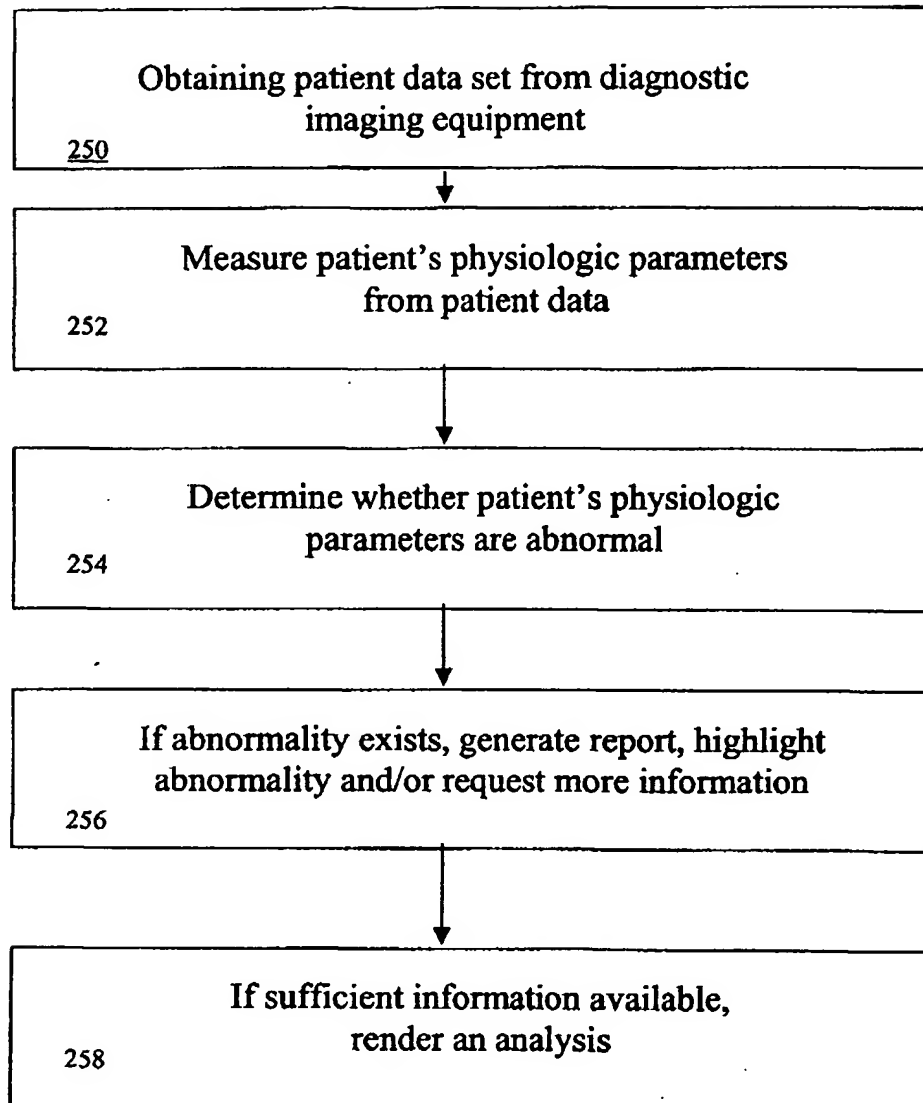 Obtaining patient data set from diagnostic
imaging equipment
250
Measure patient's physiologic parameters
from patient data
252
Determine whether patient's physiologic
parameters are abnormal
254
If abnormality exists, generate report, highlight
abnormality and/or request more information
256
If sufficient information available,
render an analysis
258